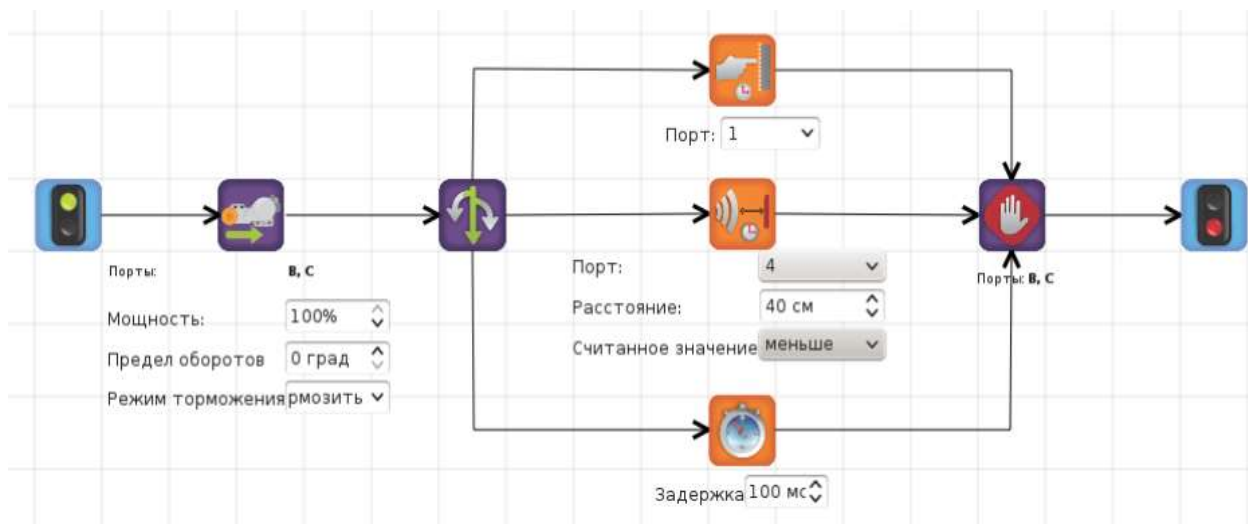 Порт: 1
Порты: B, C
Мощность: 100%
Предел оборотов 0 град
Режим торможения рмозить
Порт: 4
Расстояние: 40 см
Считанное значение меньше
Порты: B, C
Задержка 100 мс